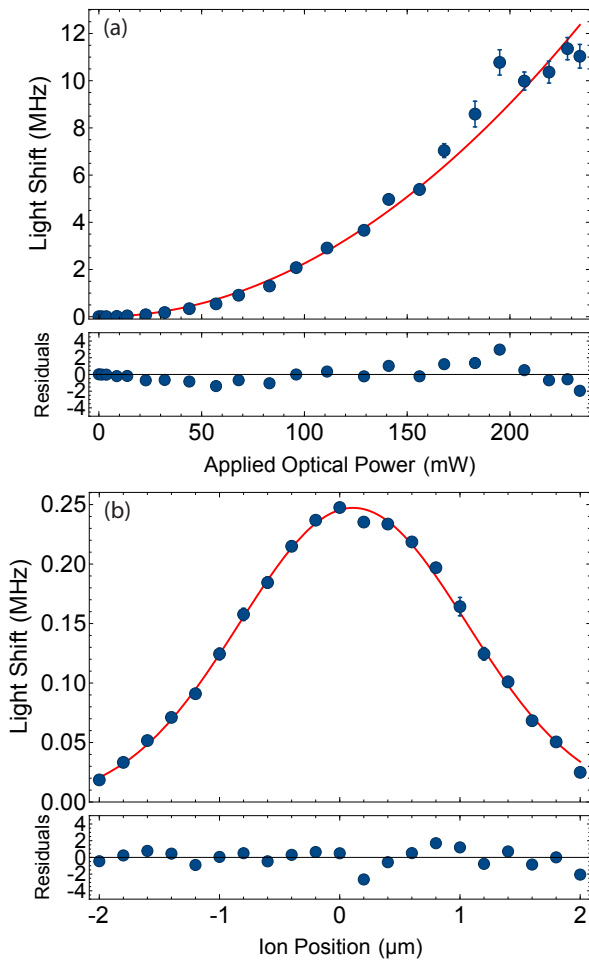 (a)
Light Shift (MHz)
12
10
8
6
4
2
0
Residuals
4
2
0
-2
-4
0 50 100 150 200
Applied Optical Power (mW)
(b)
Light Shift (MHz)
0.25
0.20
0.15
0.10
0.05
0.00
Residuals
4
2
0
-2
-4
-2 -1 0 1 2
Ion Position (μm)